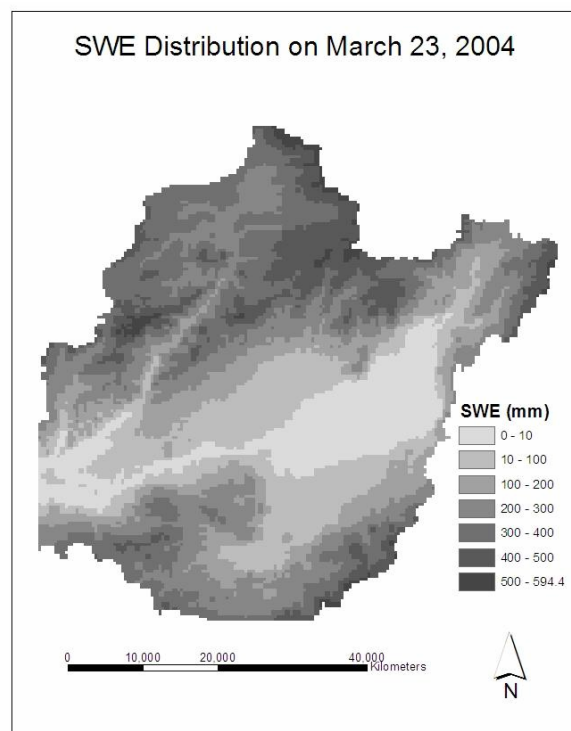 SWE Distribution on March 23, 2004
SWE (mm)
0 - 10
10 - 100
100 - 200
200 - 300
300 - 400
400 - 500
500 - 594.4
0 10,000 20,000 40,000
Kilometers
N